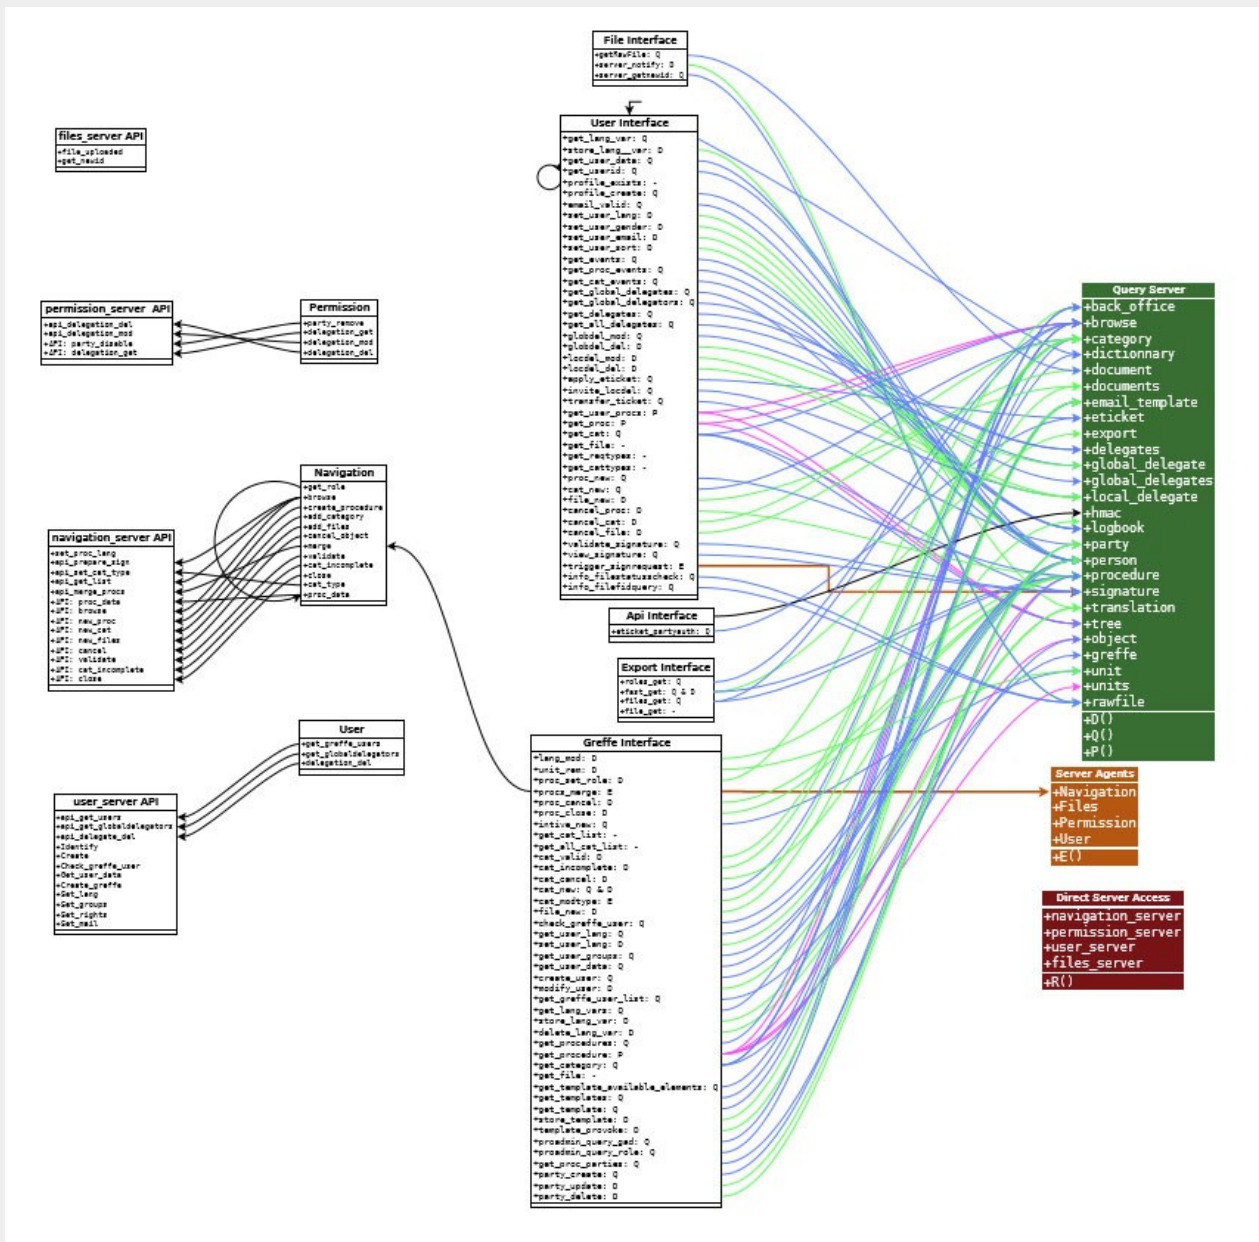 File Interface
+getRawFile: Q
+server_notify: D
+server_getnewid: Q
files_server API
+file_uploaded
+get_newid
User Interface
+get_lang_var: Q
+store_lang__var: D
+get_user_data: Q
+get_userid: Q
+profile_exists: -
+profile_create: Q
+email_valid: Q
+set_user_lang: D
+set_user_gender: D
+set_user_email: D
+set_user_sort: D
+get_events: Q
+get_proc_events: Q
+get_cat_events: Q
+get_global_delegates: Q
+get_global_delegators: Q
+get_delegates: Q
+get_all_delegates: Q
+globdel_mod: Q
+globdel_del: D
+locdel_mod: D
+locdel_del: D
+apply_eticket: Q
+invite_locdel: Q
+transfer_ticket: Q
+get_user_procs: P
+get_proc: P
+get_cat: Q
+get_file: -
+get_reqtypes: -
+get_cattypes: -
+proc_new: Q
+cat_new: Q
+file_new: D
+cancel_proc: D
+cancel_cat: D
+cancel_file: D
+validate_signature: Q
+view_signature: Q
+trigger_signrequest: E
+info_filestatuscheck: Q
+info_filefidquery: Q
permission_server API
+api_delegation_del
+api_delegation_mod
+API: party_disable
+API: delegation_get
Permission
+party_remove
+delegation_get
+delegation_mod
+delegation_del
Navigation
+get_role
+browse
+create_procedure
+add_category
+add_files
+cancel_object
+merge
+validate
+cat_incomplete
+close
+cat_type
+proc_data
navigation_server API
+set_proc_lang
+api_prepare_sign
+api_set_cat_type
+api_get_list
+api_merge_procs
+API: proc_data
+API: browse
+API: new_proc
+API: new_cat
+API: new_files
+API: cancel
+API: validate
+API: cat_incomplete
+API: close
Api Interface
+eticket_partyauth: Q
Export Interface
+roles_get: Q
+fast_get: Q & D
+files_get: Q
+file_get: -
User
+get_greffe_users
+get_globaldelegators
+delegation_del
user_server API
+api_get_users
+api_get_globaldelegators
+api_delegate_del
+Identify
+Create
+Check_greffe_user
+Get_user_data
+Create_greffe
+Set_lang
+Set_groups
+Set_rights
+Set_mail
Greffe Interface
+lang_mod: D
+unit_rem: D
+proc_set_role: D
+procs_merge: E
+proc_cancel: D
+proc_close: D
+intive_new: Q
+get_cat_list: -
+get_all_cat_list: -
+cat_valid: D
+cat_incomplete: D
+cat_cancel: D
+cat_new: Q & D
+cat_modtype: E
+file_new: D
+check_greffe_user: Q
+get_user_lang: Q
+set_user_lang: D
+get_user_groups: Q
+get_user_data: Q
+create_user: Q
+modify_user: D
+get_greffe_user_list: Q
+get_lang_vars: Q
+store_lang_var: D
+delete_lang_var: D
+get_procedures: Q
+get_procedure: P
+get_category: Q
+get_file: -
+get_template_available_elements: Q
+get_templates: Q
+get_template: Q
+store_template: D
+template_provoke: D
+proadmin_query_gad: Q
+proadmin_query_role: Q
+get_proc_parties: Q
+party_create: Q
+party_update: D
+party_delete: D
Query Server
+back_office
+browse
+category
+dictionnary
+document
+documents
+email_template
+eticket
+export
+delegates
+global_delegate
+global_delegates
+local_delegate
+hmac
+logbook
+party
+person
+procedure
+signature
+translation
+tree
+object
+greffe
+unit
+units
+rawfile
+D()
+Q()
+P()
Server Agents
+Navigation
+Files
+Permission
+User
+E()
Direct Server Access
+navigation_server
+permission_server
+user_server
+files_server
+R()